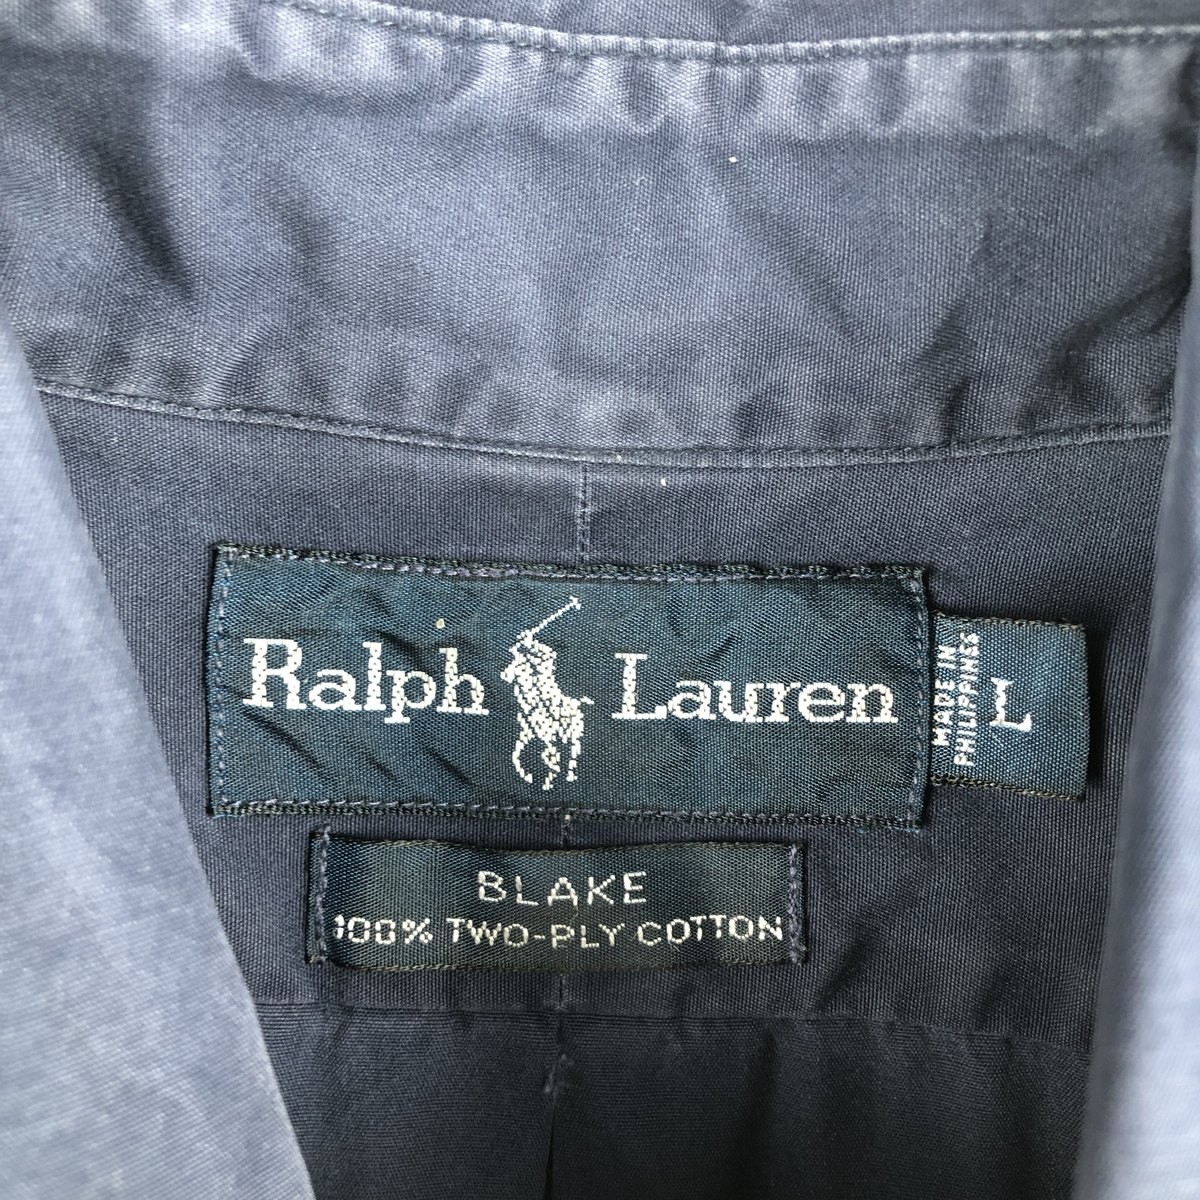 Ralph Lauren
MADE IN
PHILIPPINES
L
BLAKE
100% TWO-PLY COTTON